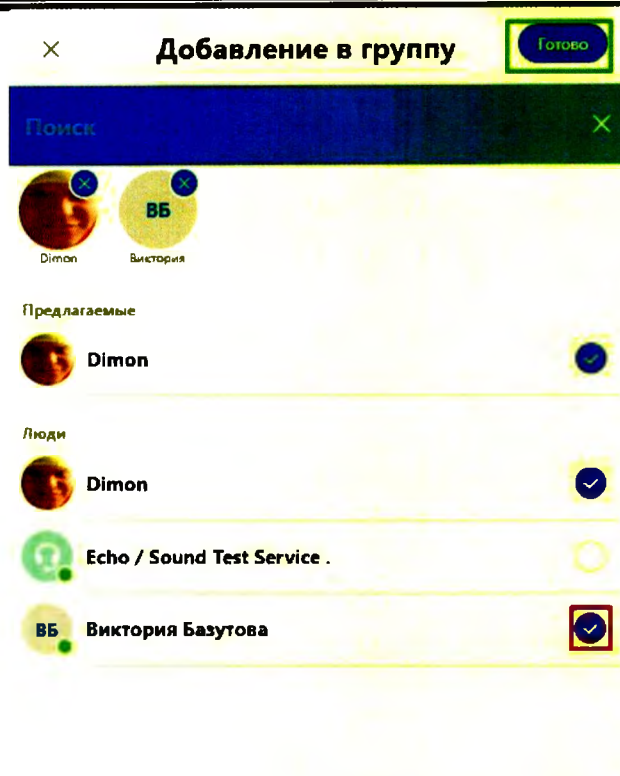 Добавление в группу
Готово
Поиск
ВБ
Dimon
Виктория
Предлагаемые
Dimon
Люди
Dimon
Echo / Sound Test Service .
ВБ
Виктория Базутова